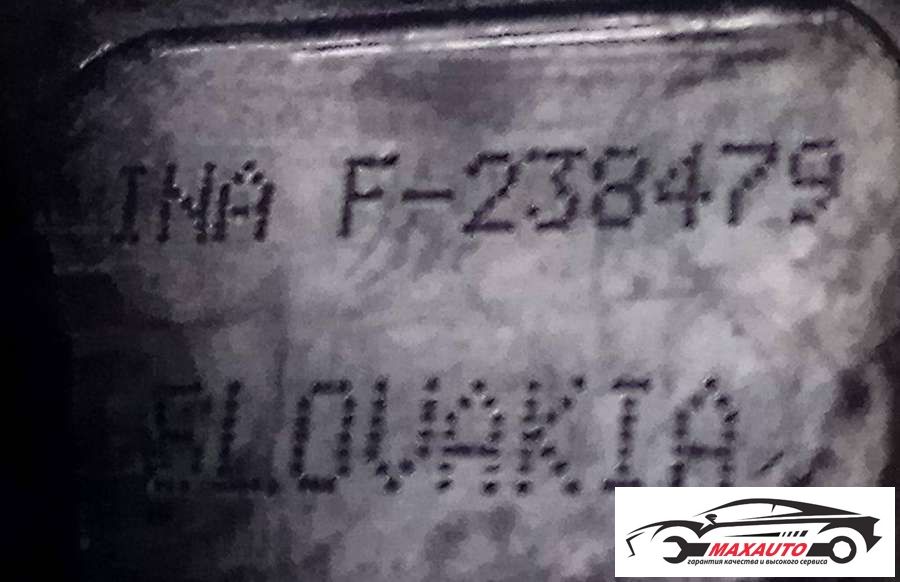 INA F-238479
SLOVAKIA
MAXAUTO
гарантия качества и высокого сервиса